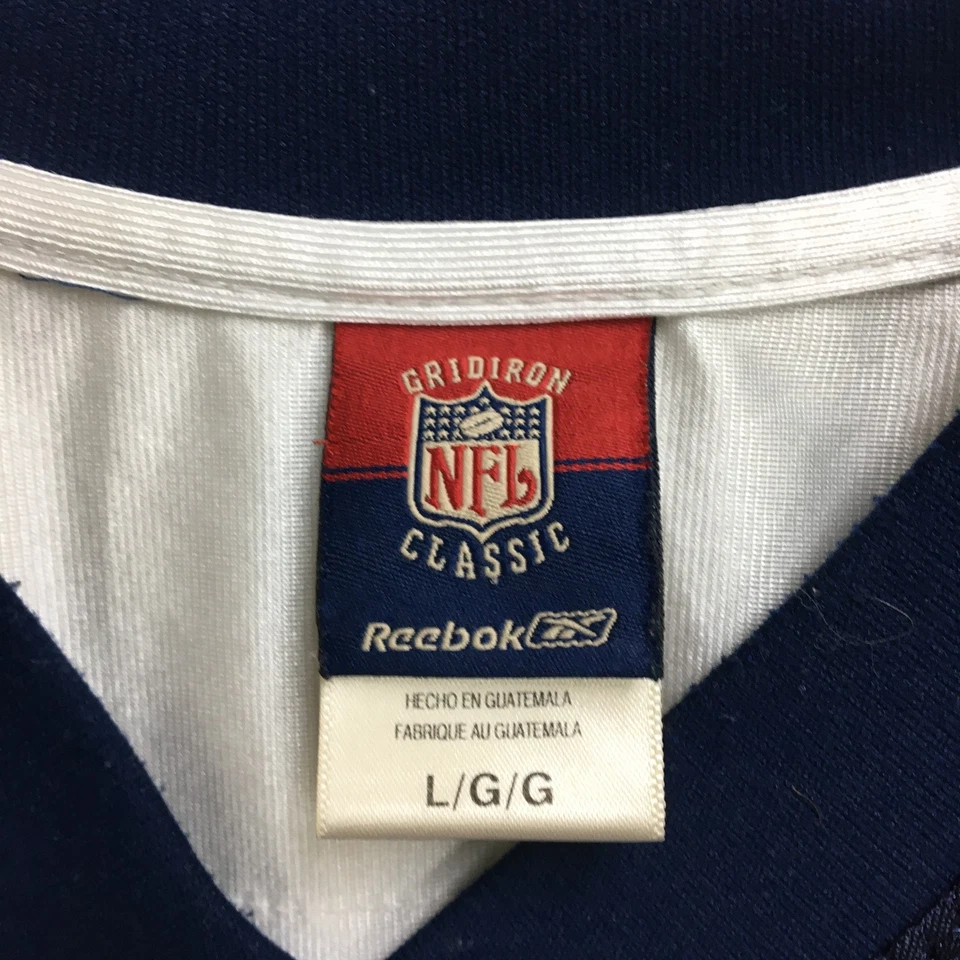 GRIDIRON
NFL
CLASSIC
Reebok
HECHO EN GUATEMALA
FABRIQUE AU GUATEMALA
L/G/G